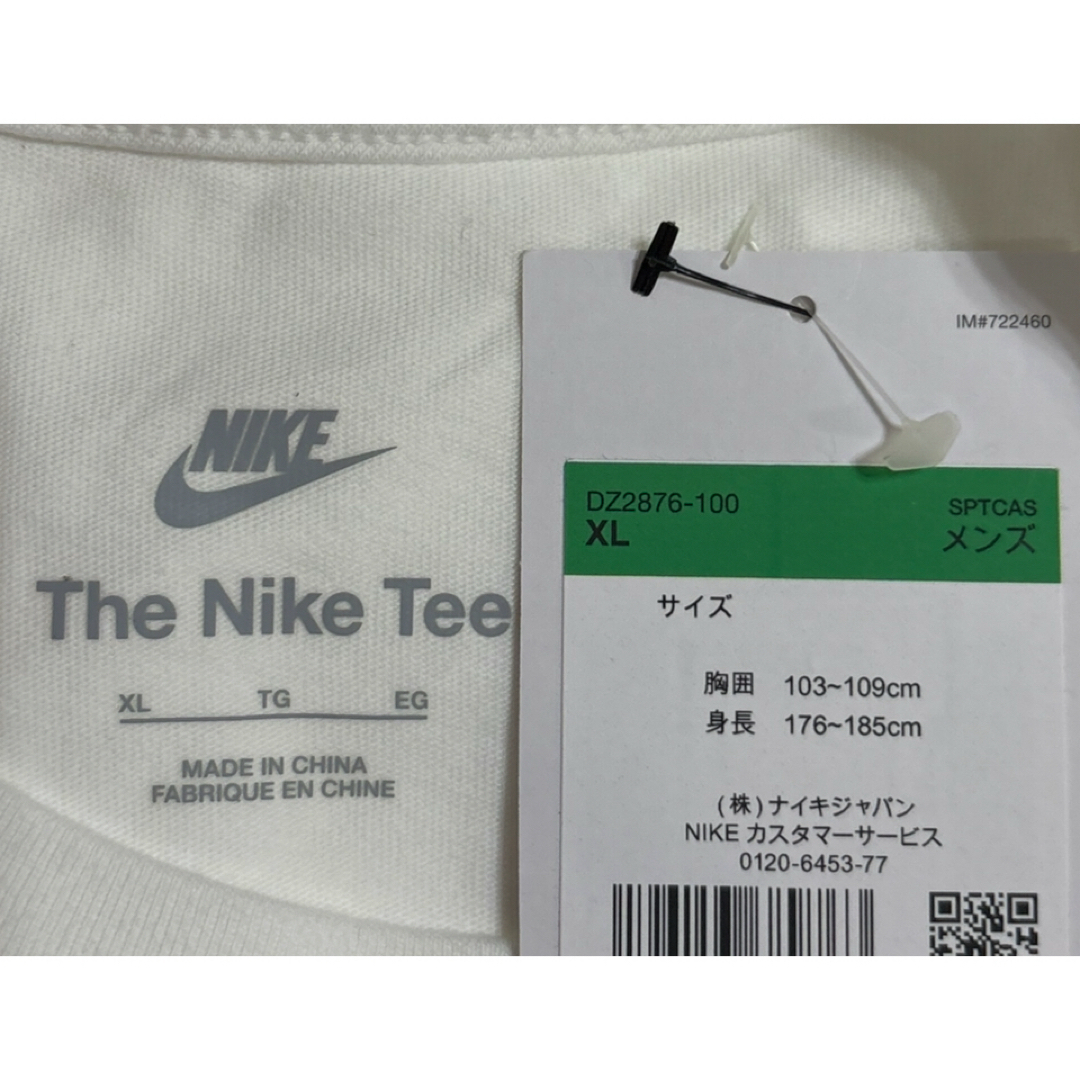 NIKE
The Nike Tee
XL TG EG
MADE IN CHINA
FABRIQUE EN CHINE
IM#722460
DZ2876-100 SPTCAS
XL メンズ
サイズ
胸囲 103~109cm
身長 176~185cm
(株)ナイキジャパン
NIKE カスタマーサービス
0120-6453-77